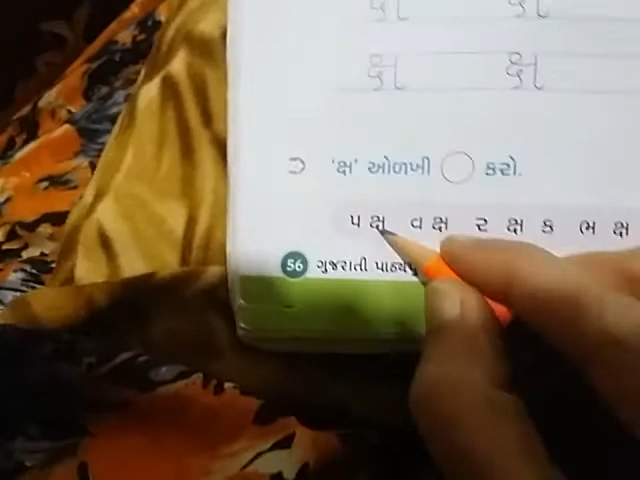 ક્ષ ક્ષ
ક્ષ ક્ષ
'ક્ષ' ઓળખી કરો.
પ ક્ષ વ ક્ષ ર ક્ષ ક ભ ક્ષ
56 ગુજરાતી